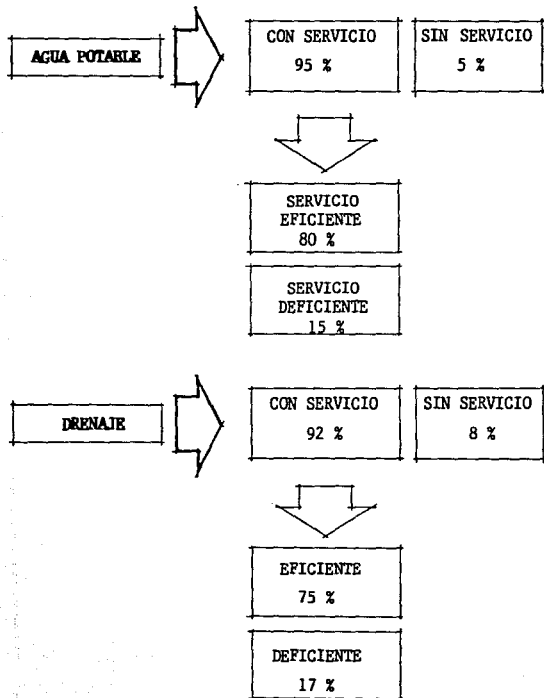 AGUA POTABLE
CON SERVICIO
95 %
SIN SERVICIO
5 %
SERVICIO
EFICIENTE
80 %
SERVICIO
DEFICIENTE
15 %
DRENAJE
CON SERVICIO
92 %
SIN SERVICIO
8 %
EFICIENTE
75 %
DEFICIENTE
17 %